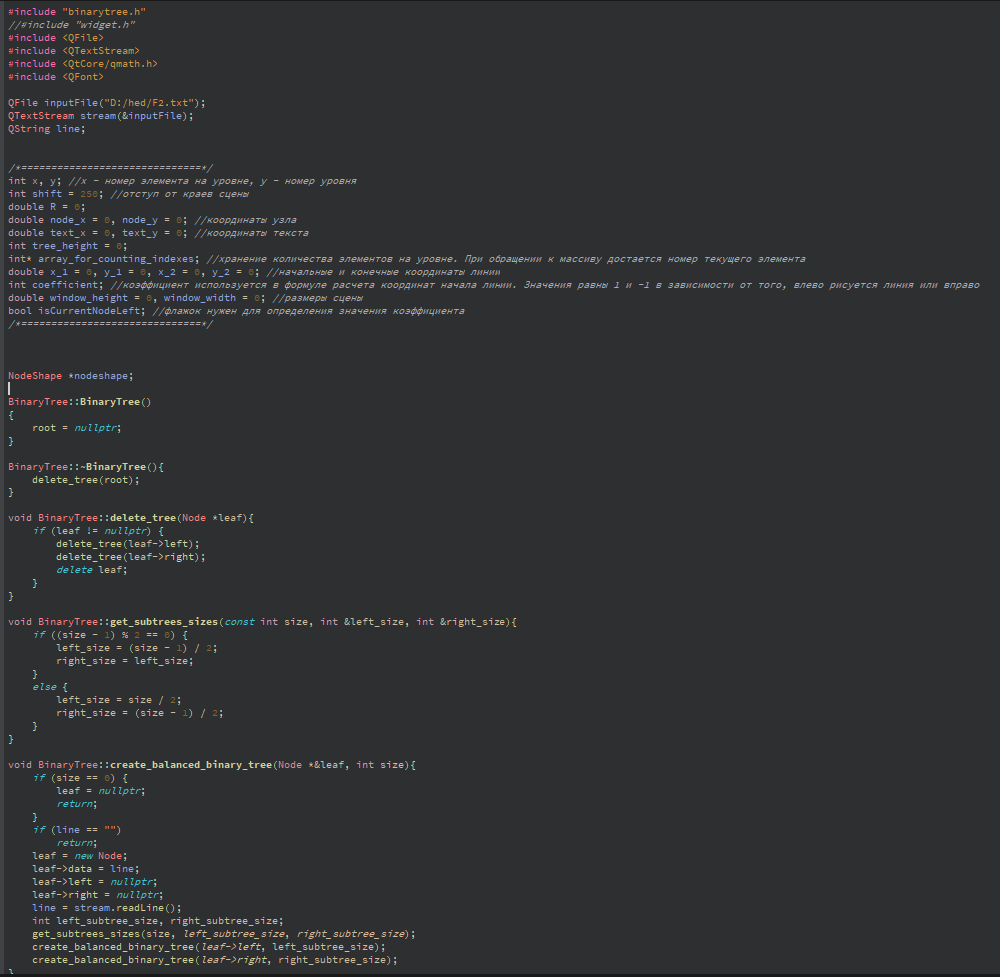 #include "binarytree.h"
//#include "widget.h"
#include <QFile>
#include <QTextStream>
#include <QtCore/qmath.h>
#include <QFont>
QFile inputFile("D:/hed/F2.txt");
QTextStream stream(&inputFile);
QString line;
/*==============================*/
int x, y; //x - номер элемента на уровне, y - номер уровня
int shift = 250; //отступ от краев сцены
double R = 0;
double node_x = 0, node_y = 0; //координаты узла
double text_x = 0, text_y = 0; //координаты текста
int tree_height = 0;
int* array_for_counting_indexes; //хранение количества элементов на уровне. При обращении к массиву достается номер текущего элемента
double x_1 = 0, y_1 = 0, x_2 = 0, y_2 = 0; //начальные и конечные координаты линии
int coefficient; //коэффициент используется в формуле расчета координат начала линии. Значения равны 1 и -1 в зависимости от того, влево рисуется линия или вправо
double window_height = 0, window_width = 0; //размеры сцены
bool isCurrentNodeLeft; //флажок нужен для определения значения коэффициента
/*==============================*/
NodeShape *nodeshape;
BinaryTree::BinaryTree()
{
    root = nullptr;
}
BinaryTree::~BinaryTree(){
    delete_tree(root);
}
void BinaryTree::delete_tree(Node *leaf){
    if (leaf != nullptr) {
        delete_tree(leaf->left);
        delete_tree(leaf->right);
        delete leaf;
    }
}
void BinaryTree::get_subtrees_sizes(const int size, int &left_size, int &right_size){
    if ((size - 1) % 2 == 0) {
        left_size = (size - 1) / 2;
        right_size = left_size;
    }
    else {
        left_size = size / 2;
        right_size = (size - 1) / 2;
    }
}
void BinaryTree::create_balanced_binary_tree(Node *&leaf, int size){
    if (size == 0) {
        leaf = nullptr;
        return;
    }
    if (line == "")
        return;
    leaf = new Node;
    leaf->data = line;
    leaf->left = nullptr;
    leaf->right = nullptr;
    line = stream.readLine();
    int left_subtree_size, right_subtree_size;
    get_subtrees_sizes(size, left_subtree_size, right_subtree_size);
    create_balanced_binary_tree(leaf->left, left_subtree_size);
    create_balanced_binary_tree(leaf->right, right_subtree_size);
}